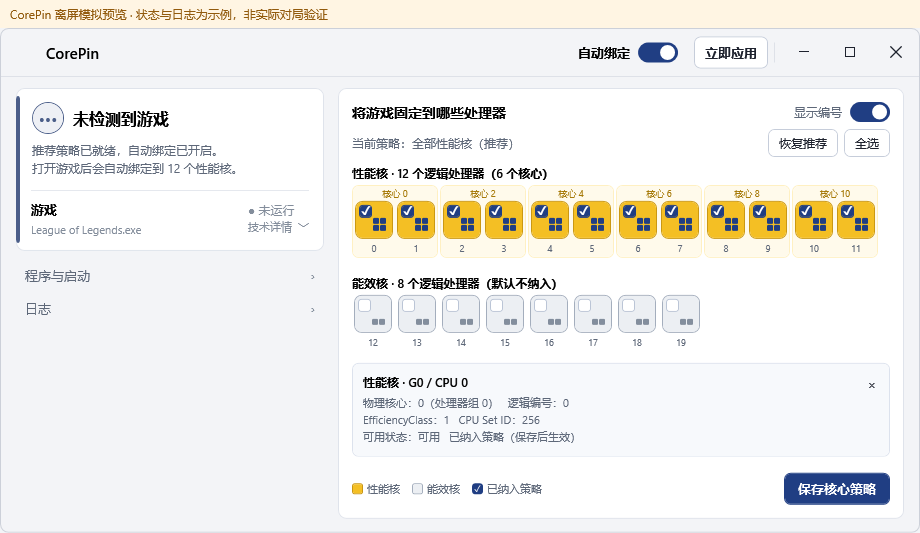 CorePin 离屏模拟预览 · 状态与日志为示例，非实际对局验证
CorePin
自动绑定
立即应用
未检测到游戏
推荐策略已就绪，自动绑定已开启。
打开游戏后会自动绑定到 12 个性能核。
游戏
● 未运行
League of Legends.exe
技术详情
程序与启动
日志
将游戏固定到哪些处理器
显示编号
当前策略：全部性能核（推荐）
恢复推荐
全选
性能核 · 12 个逻辑处理器（6 个核心）
核心 0 核心 2 核心 4 核心 6 核心 8 核心 10
0 1 2 3 4 5 6 7 8 9 10 11
能效核 · 8 个逻辑处理器（默认不纳入）
12 13 14 15 16 17 18 19
性能核 · G0 / CPU 0
×
物理核心：0（处理器组 0） 逻辑编号：0
EfficiencyClass：1 CPU Set ID：256
可用状态：可用 已纳入策略（保存后生效）
性能核 能效核 已纳入策略
保存核心策略